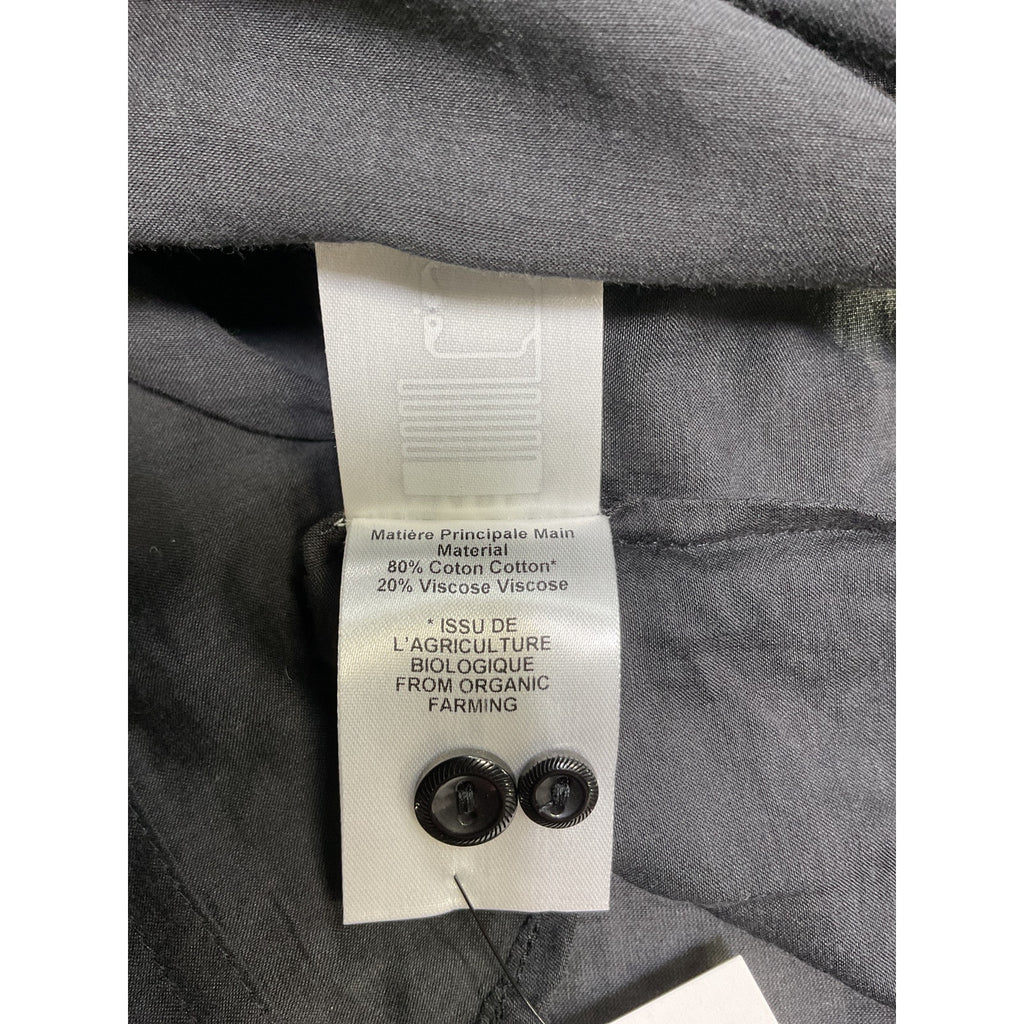 Matière Principale Main
Material
80% Coton Cotton*
20% Viscose Viscose
* ISSU DE
L'AGRICULTURE
BIOLOGIQUE
FROM ORGANIC
FARMING